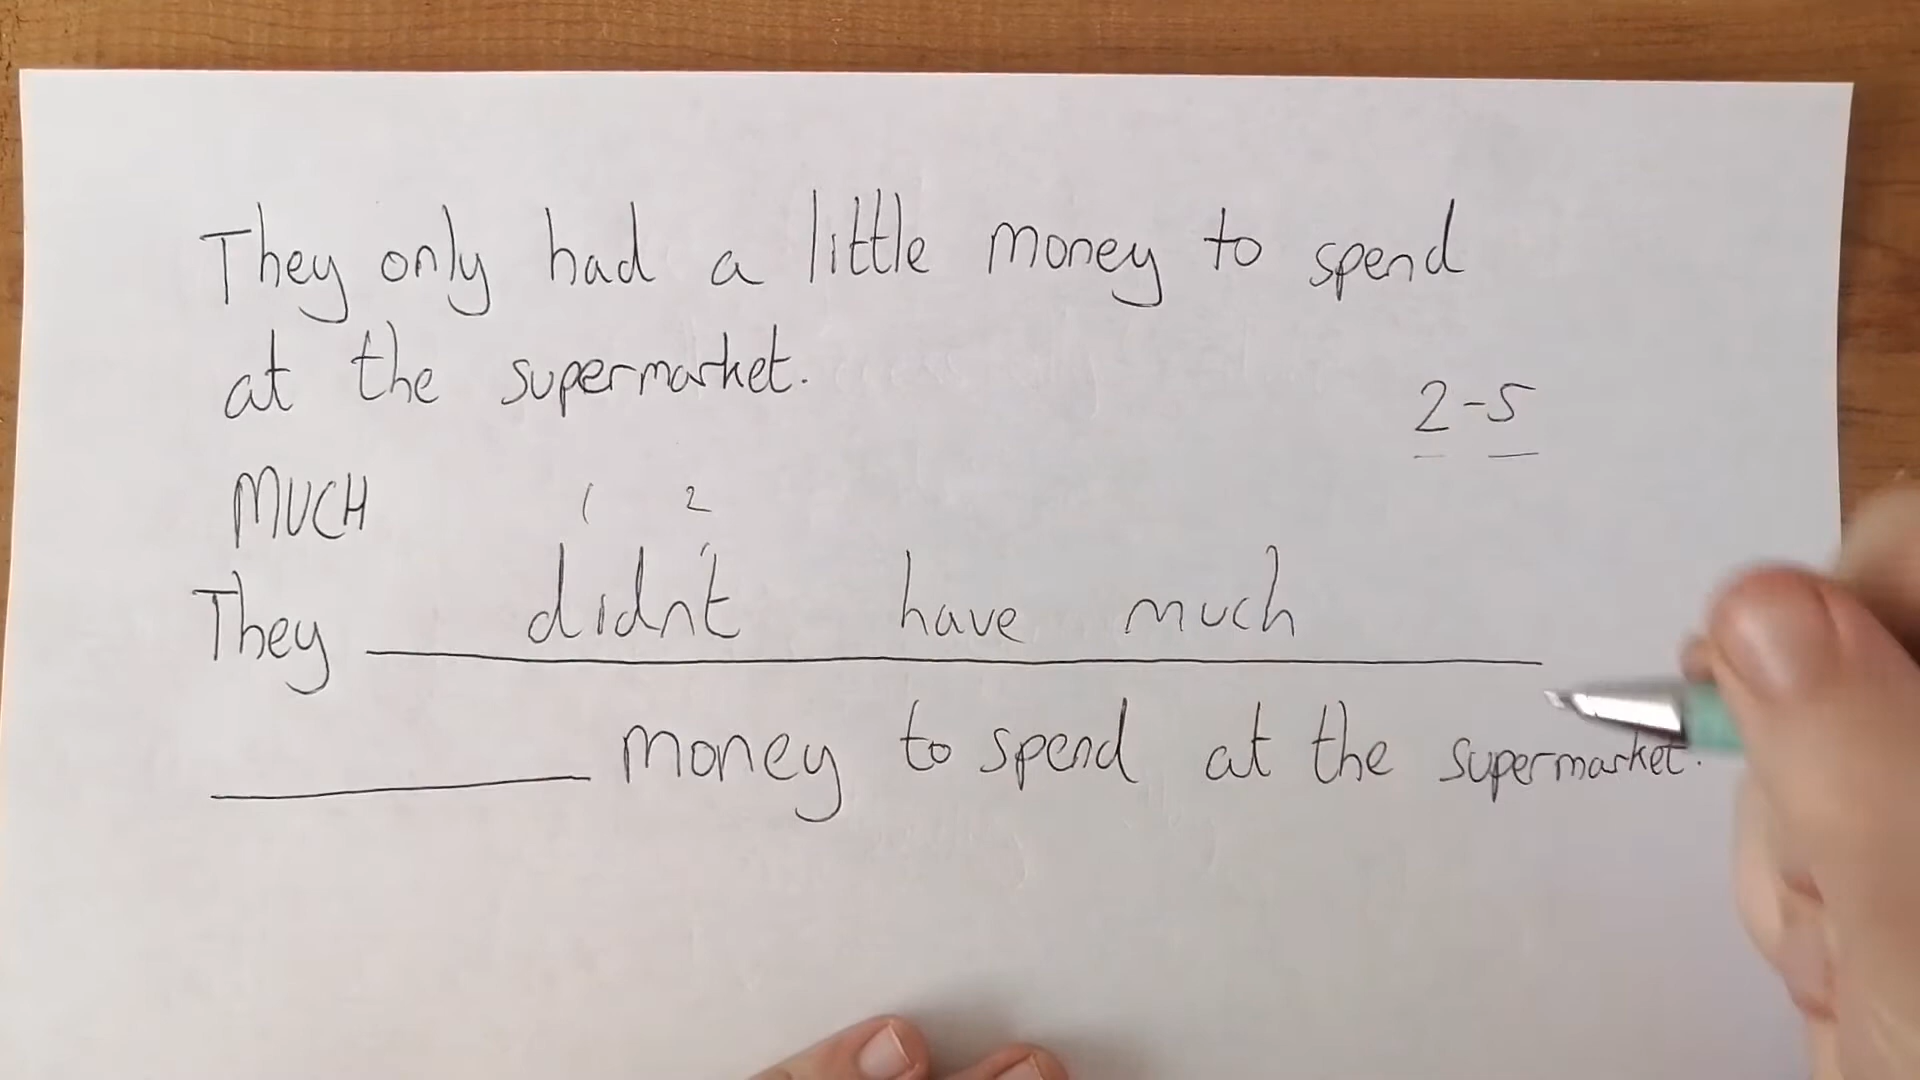 They only had a little money to spend
at the supermarket.
2-5
MUCH
1 2
They didn't have much
money to spend at the supermarket.